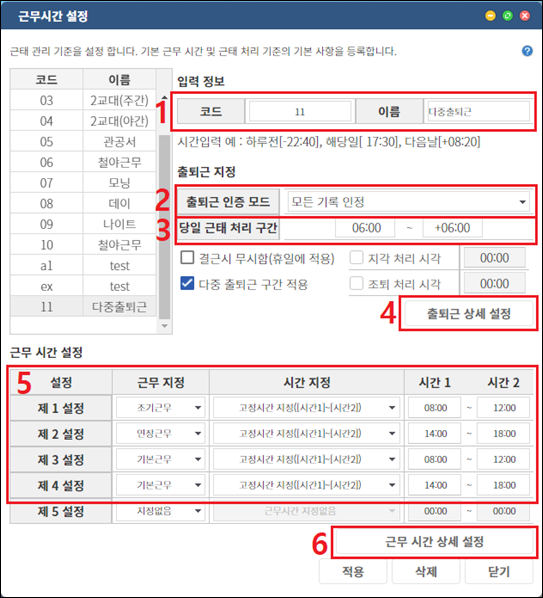 근무시간 설정
근태 관리 기준을 설정 합니다. 기본 근무 시간 및 근태 처리 기준의 기본 사항을 등록합니다. ?
코드 이름
03 2교대(주간)
04 2교대(야간)
05 관공서
06 철야근무
07 모닝
08 데이
09 나이트
10 철야근무
a1 test
ex test
11 다중출퇴근
입력 정보
1 코드 11 이름 다중출퇴근
시간입력 예 : 하루전[-22:40], 해당일[ 17:30], 다음날[+08:20]
출퇴근 지정
2 출퇴근 인증 모드 모든 기록 인정
3 당일 근태 처리 구간 06:00 ~ +06:00
결근시 무시함(휴일에 적용) 지각 처리 시각 00:00
다중 출퇴근 구간 적용 조퇴 처리 시각 00:00
4 출퇴근 상세 설정
근무 시간 설정
5 설정 근무 지정 시간 지정 시간 1 시간 2
제 1 설정 조기근무 고정시간 지정([시간1]~[시간2]) 08:00 ~ 12:00
제 2 설정 연장근무 고정시간 지정([시간1]~[시간2]) 14:00 ~ 18:00
제 3 설정 기본근무 고정시간 지정([시간1]~[시간2]) 08:00 ~ 12:00
제 4 설정 기본근무 고정시간 지정([시간1]~[시간2]) 14:00 ~ 18:00
제 5 설정 지정없음 근무시간 지정없음 00:00 ~ 00:00
6 근무 시간 상세 설정
적용 삭제 닫기